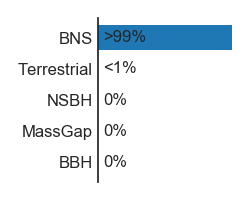 BNS >99%
Terrestrial <1%
NSBH 0%
MassGap 0%
BBH 0%